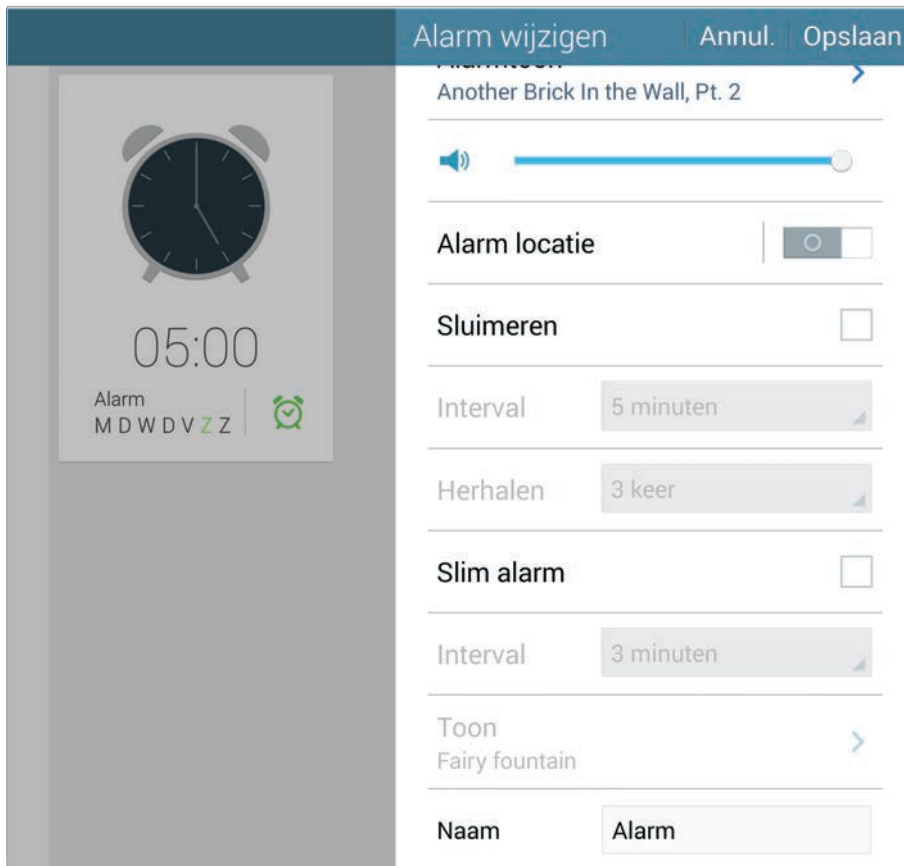 Alarm wijzigen
Annul.
Opslaan
Alarmtoon
Another Brick In the Wall, Pt. 2
Alarm locatie
Sluimeren
Interval
5 minuten
Herhalen
3 keer
Slim alarm
Interval
3 minuten
Toon
Fairy fountain
Naam
Alarm
05:00
Alarm
M D W D V Z Z